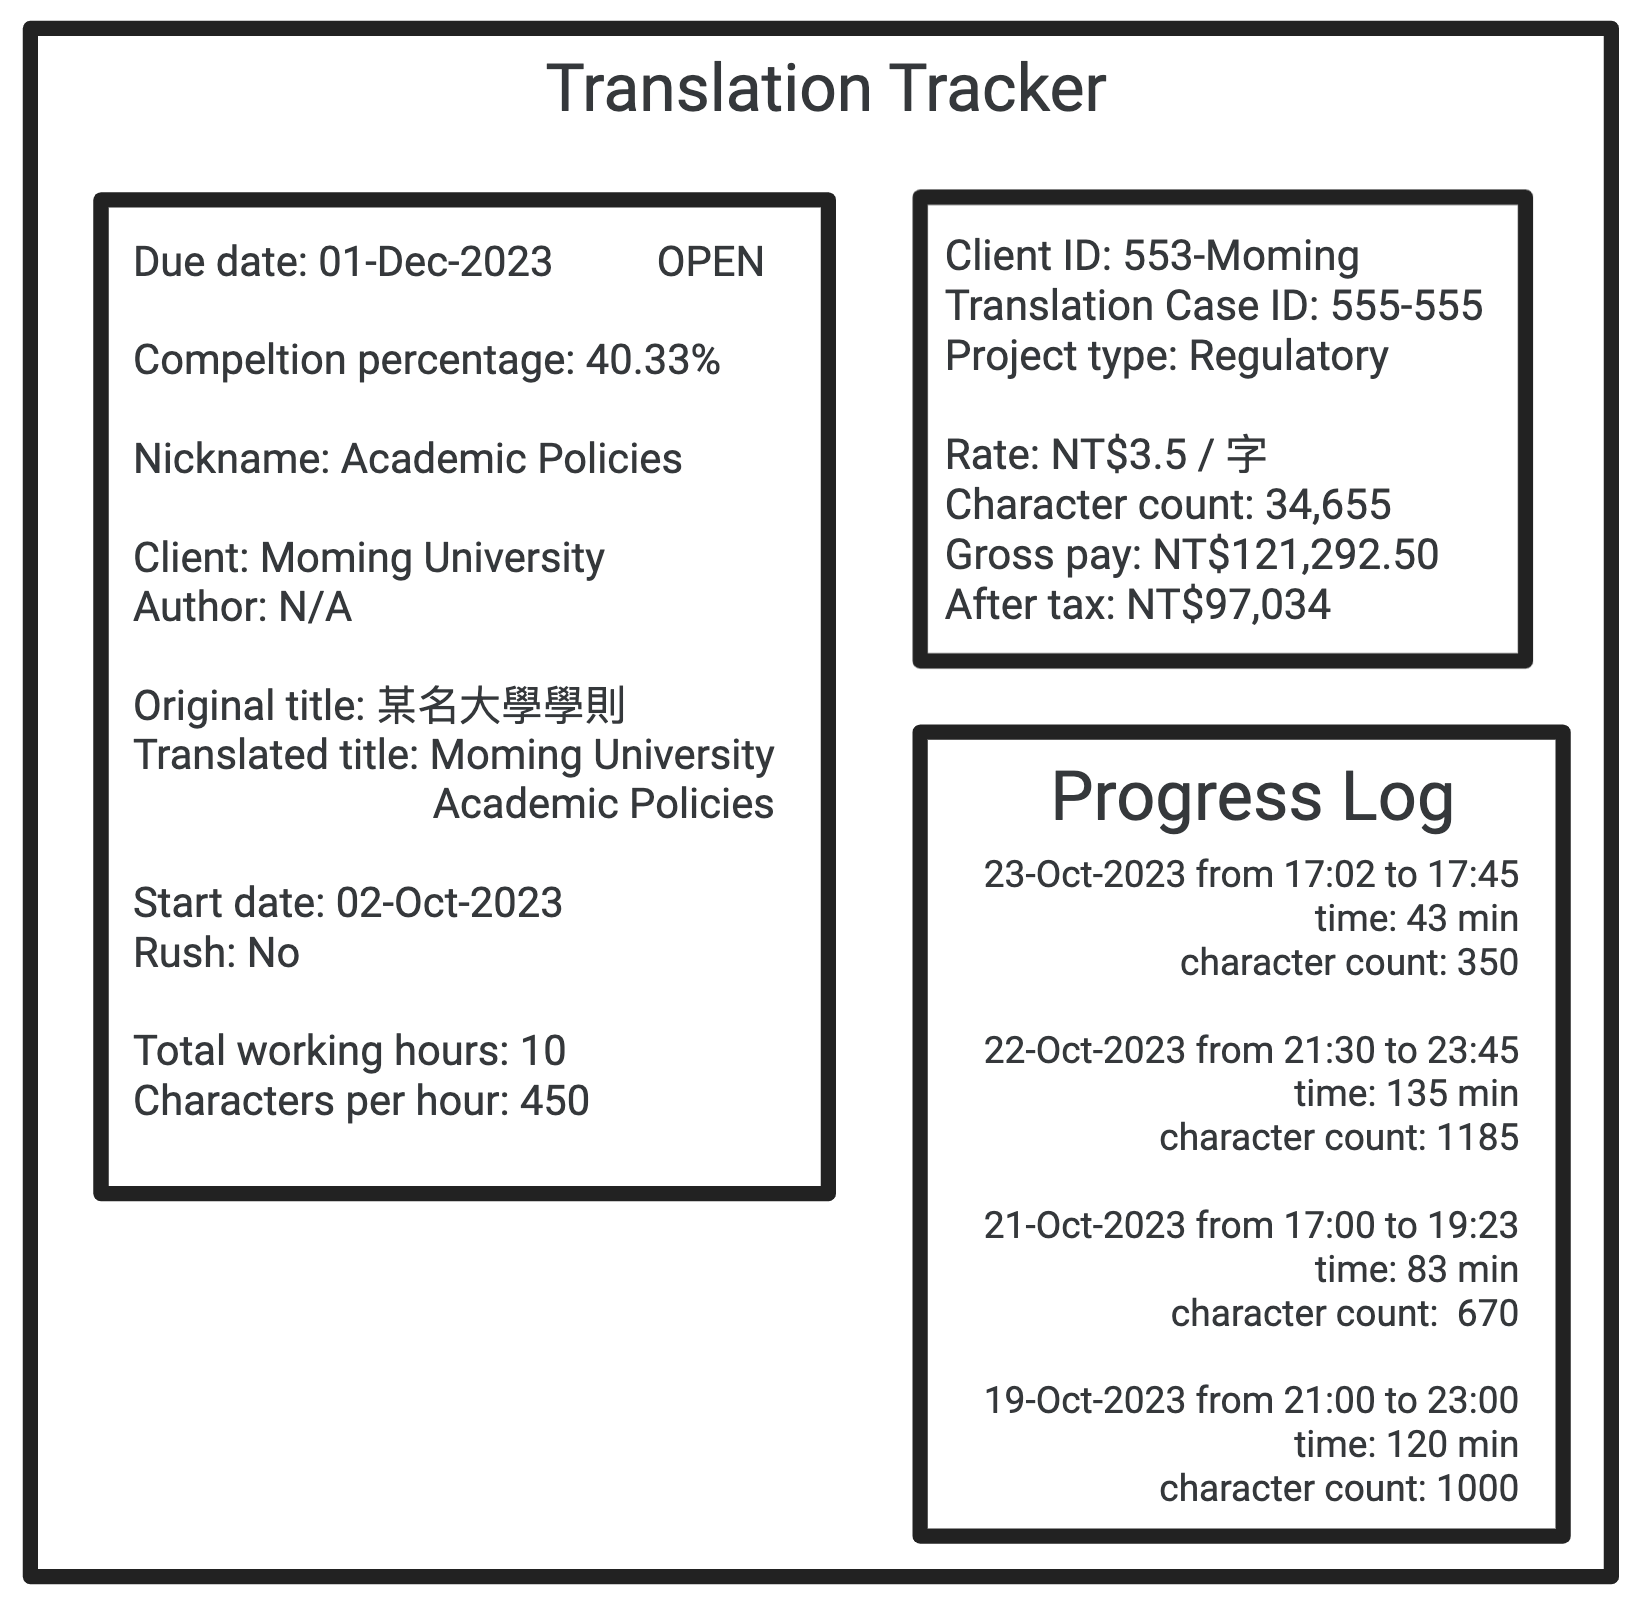 Translation Tracker
Due date: 01-Dec-2023 OPEN
Compeltion percentage: 40.33%
Nickname: Academic Policies
Client: Moming University
Author: N/A
Original title: 某名大學學則
Translated title: Moming University
Academic Policies
Start date: 02-Oct-2023
Rush: No
Total working hours: 10
Characters per hour: 450
Client ID: 553-Moming
Translation Case ID: 555-555
Project type: Regulatory
Rate: NT$3.5 / 字
Character count: 34,655
Gross pay: NT$121,292.50
After tax: NT$97,034
Progress Log
23-Oct-2023 from 17:02 to 17:45
time: 43 min
character count: 350
22-Oct-2023 from 21:30 to 23:45
time: 135 min
character count: 1185
21-Oct-2023 from 17:00 to 19:23
time: 83 min
character count:  670
19-Oct-2023 from 21:00 to 23:00
time: 120 min
character count: 1000